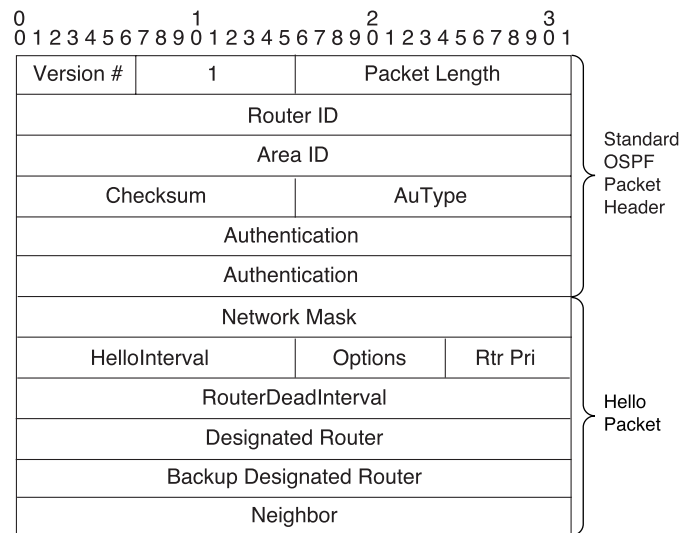 0 1 2 3
0 1 2 3 4 5 6 7 8 9 0 1 2 3 4 5 6 7 8 9 0 1 2 3 4 5 6 7 8 9 0 1
Version # 1 Packet Length
Router ID
Area ID
Checksum AuType
Authentication
Authentication
Standard
OSPF
Packet
Header
Network Mask
HelloInterval Options Rtr Pri
RouterDeadInterval
Designated Router
Backup Designated Router
Neighbor
Hello
Packet